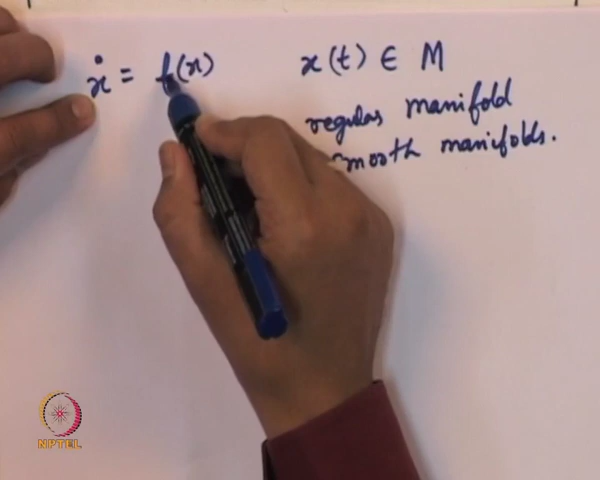 ẋ = f(x)
x(t) ∈ M
regular manifold
smooth manifolds.
NPTEL